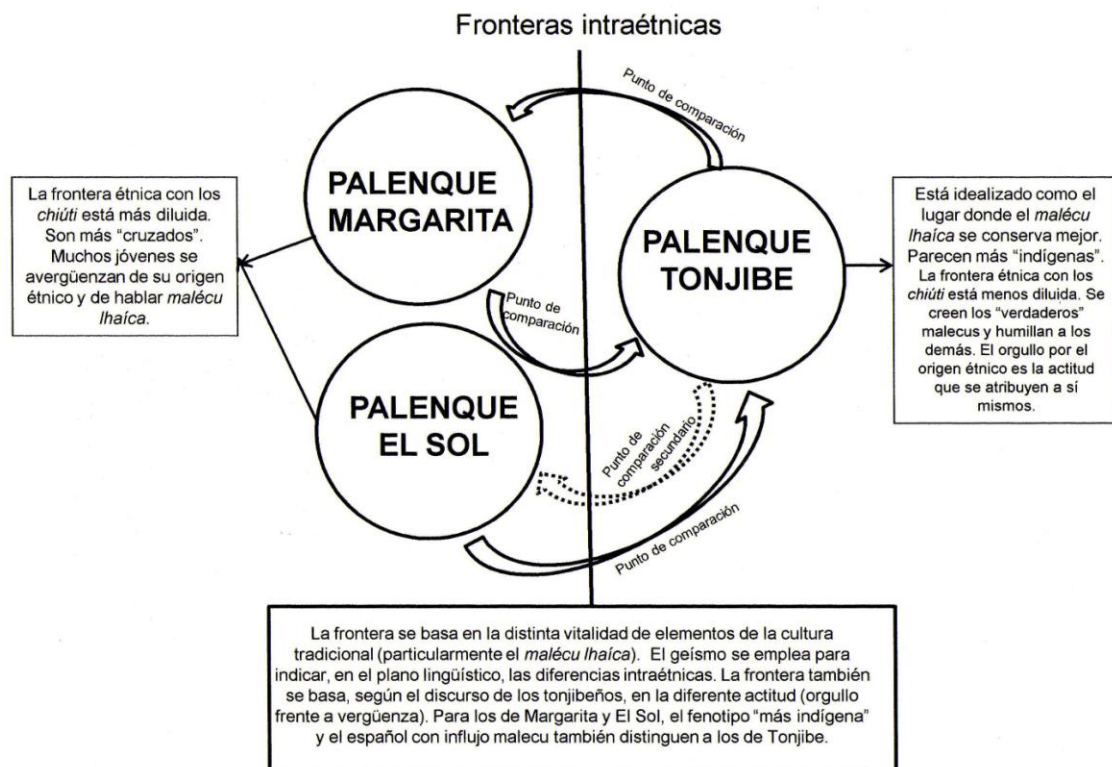 Fronteras intraétnicas
Punto de comparación
PALENQUE
MARGARITA
La frontera étnica con los
chiúti está más diluida.
Son más “cruzados”.
Muchos jóvenes se
avergüenzan de su origen
étnico y de hablar malécu
lhaíca.
PALENQUE
TONJIBE
Está idealizado como el
lugar donde el malécu
lhaíca se conserva mejor.
Parecen más “indígenas”.
La frontera étnica con los
chiúti está menos diluida. Se
creen los “verdaderos”
malecus y humillan a los
demás. El orgullo por el
origen étnico es la actitud
que se atribuyen a sí
mismos.
Punto de
comparación
PALENQUE
EL SOL
Punto de
comparación
secundario
Punto de comparación
La frontera se basa en la distinta vitalidad de elementos de la cultura
tradicional (particularmente el malécu lhaíca). El geísmo se emplea para
indicar, en el plano lingüístico, las diferencias intraétnicas. La frontera también
se basa, según el discurso de los tonjibeños, en la diferente actitud (orgullo
frente a vergüenza). Para los de Margarita y El Sol, el fenotipo “más indígena”
y el español con influjo malecu también distinguen a los de Tonjibe.